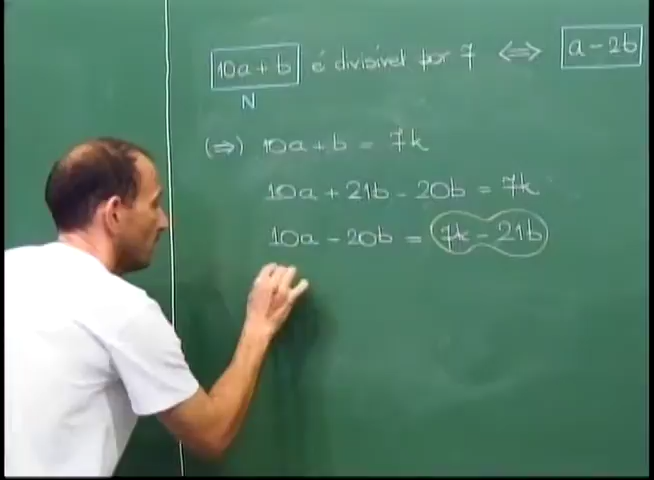 10a + b é divisível por 7 ⟺ a - 2b
N
(⇒) 10a + b = 7k
10a + 21b - 20b = 7k
10a - 20b = 7k - 21b